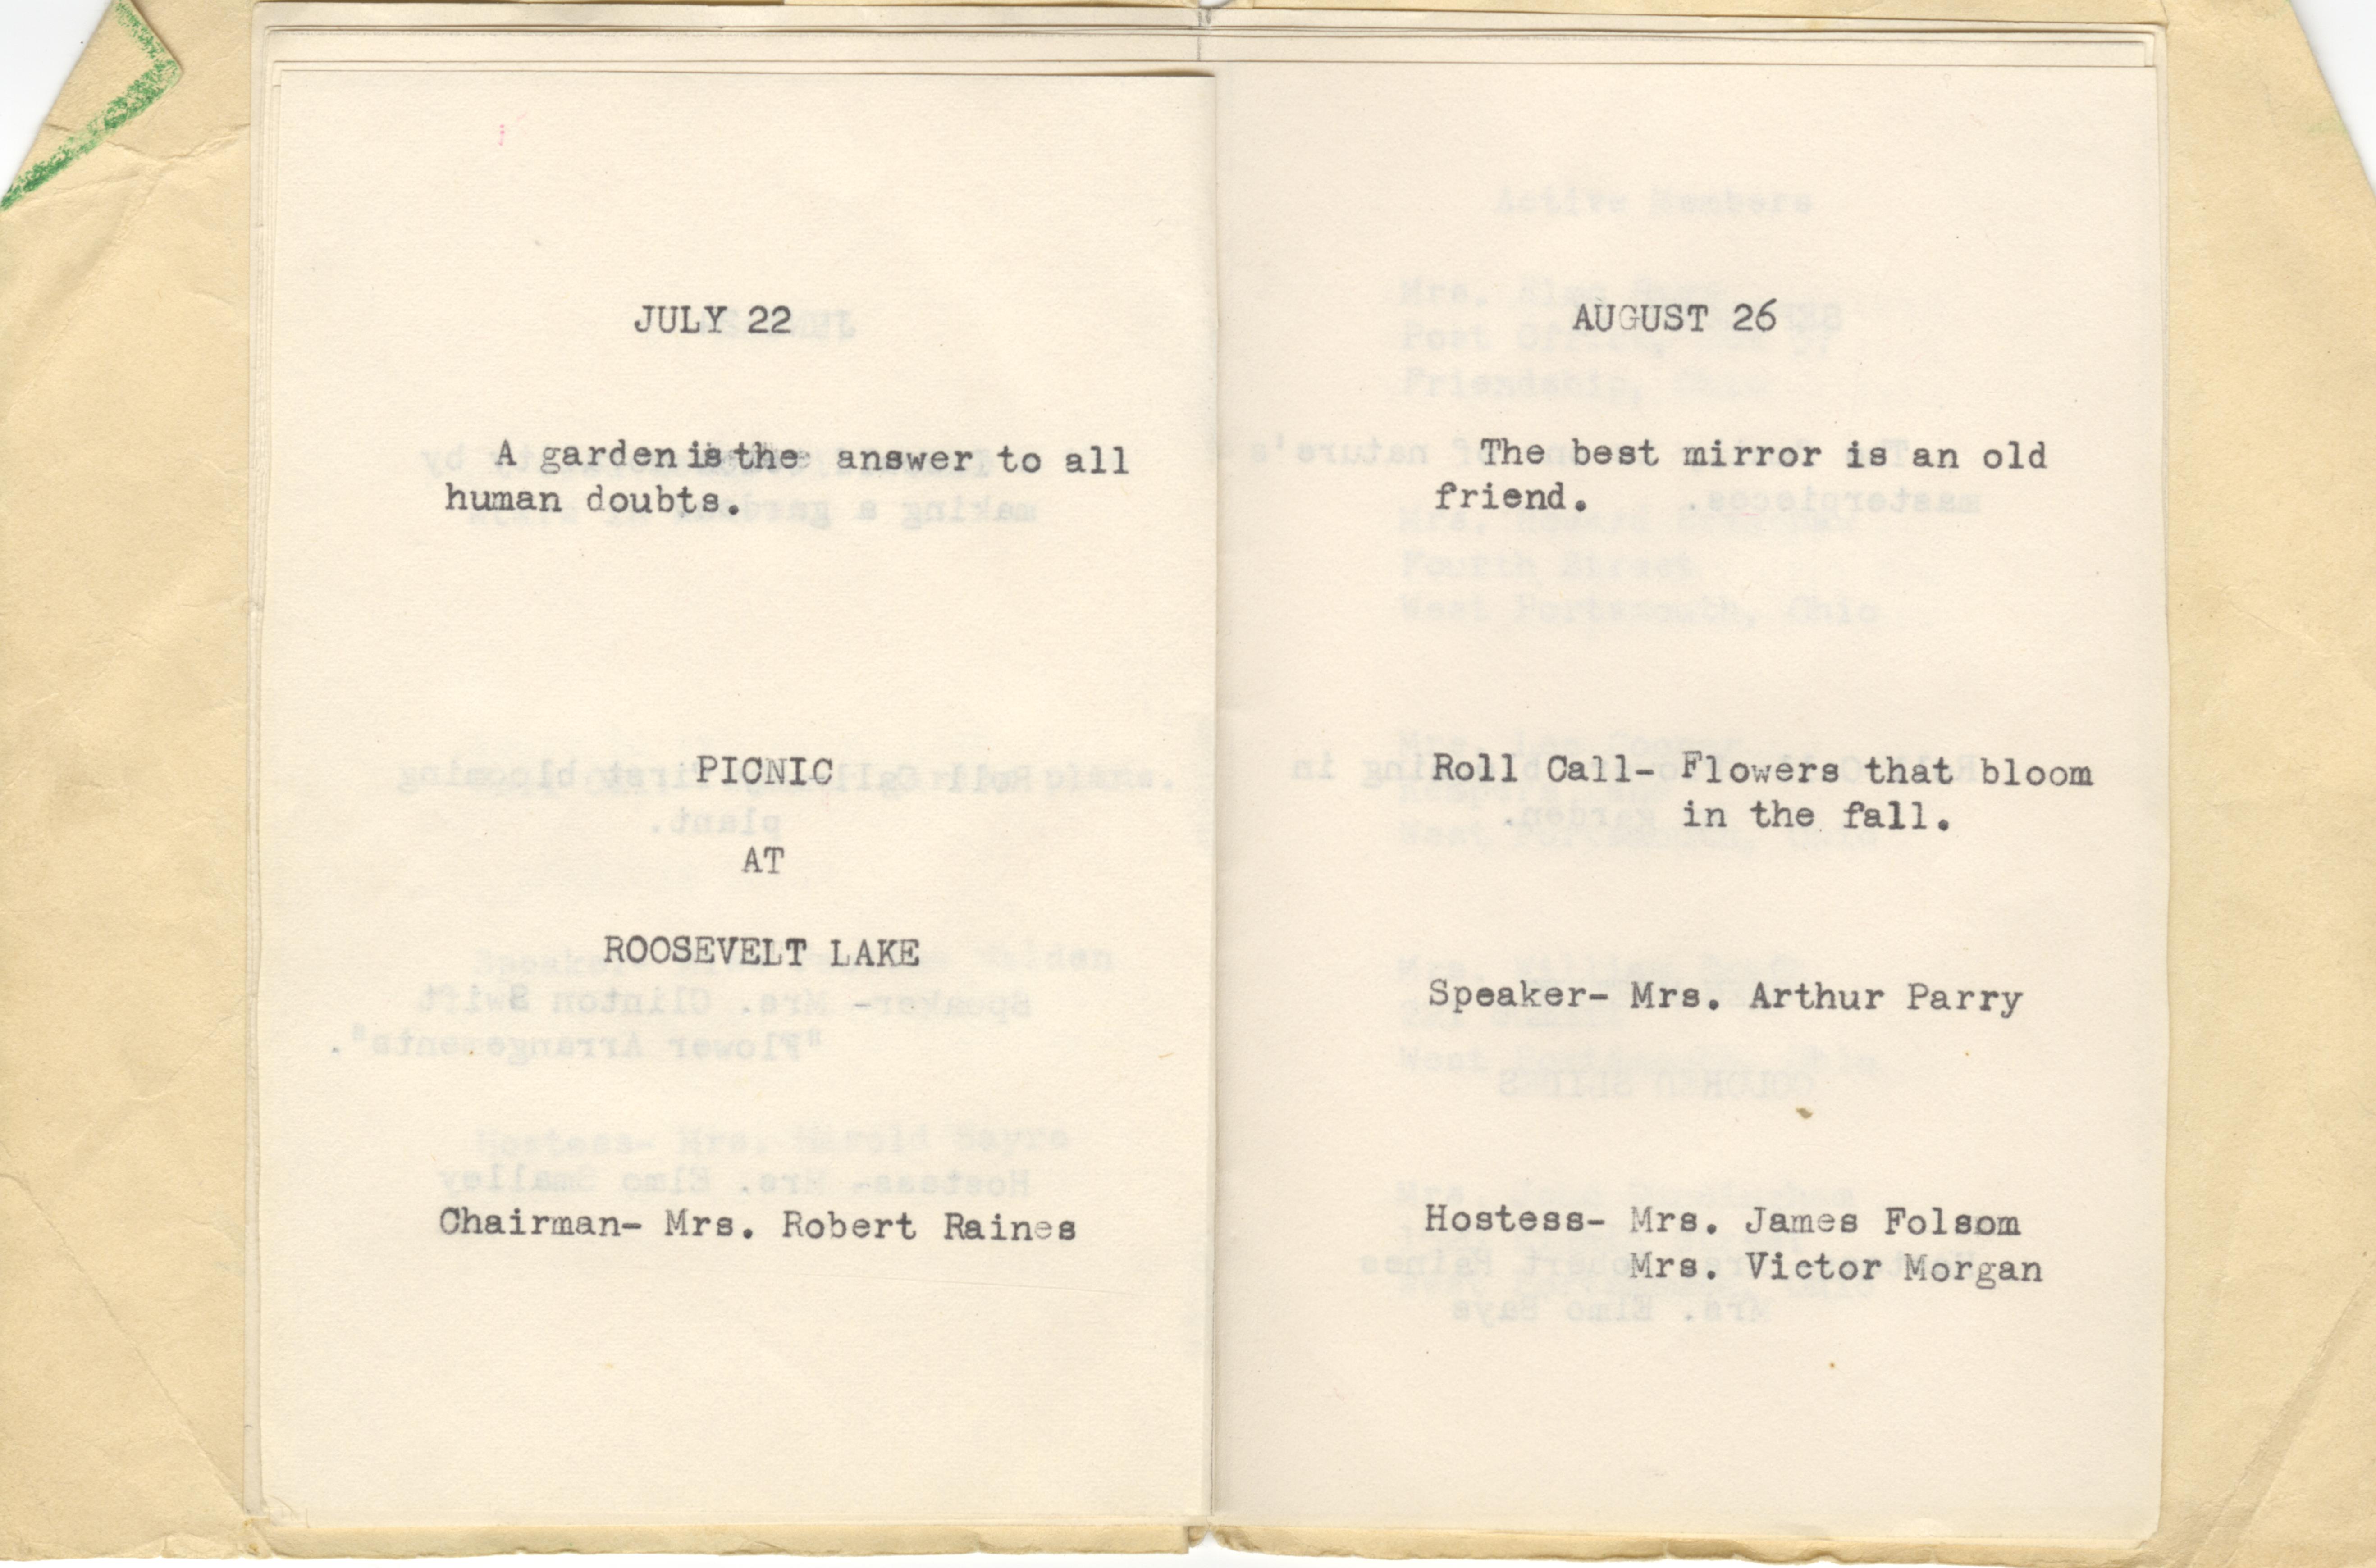 JULY 22
A garden is the answer to all
human doubts.
PICNIC
AT
ROOSEVELT LAKE
Chairman- Mrs. Robert Raines
AUGUST 26
The best mirror is an old
friend.
Roll Call- Flowers that bloom
in the fall.
Speaker- Mrs. Arthur Parry
Hostess- Mrs. James Folsom
Mrs. Victor Morgan